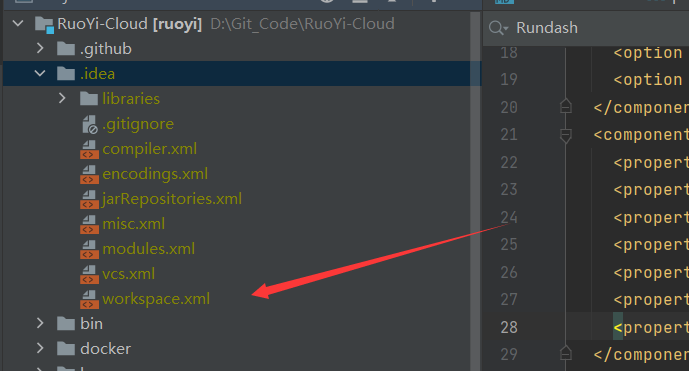 RuoYi-Cloud [ruoyi] D:\Git_Code\RuoYi-Cloud
.github
.idea
libraries
.gitignore
compiler.xml
encodings.xml
jarRepositories.xml
misc.xml
modules.xml
vcs.xml
workspace.xml
bin
docker
Rundash
18 <option
19 <option
20 </componen
21 <component
22 <propert
23 <propert
24 <propert
25 <propert
26 <propert
27 <propert
28 <propert
29 </componen